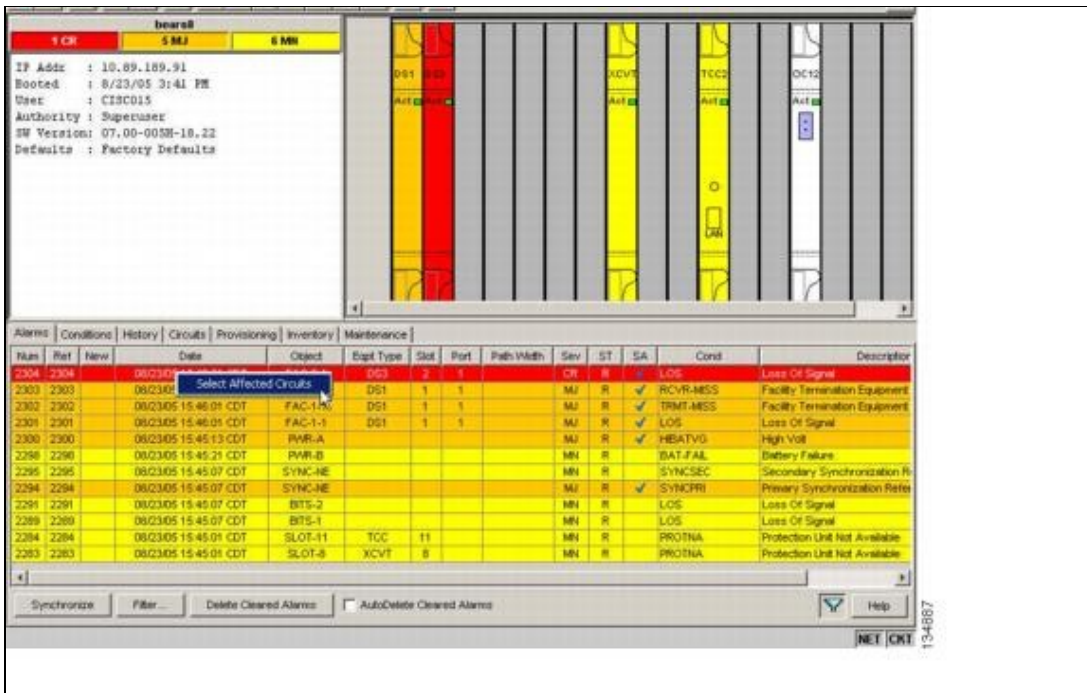 bears8
1 CR 5 MJ 6 MN
IP Addr : 10.89.189.91
Booted : 8/23/05 3:41 PM
User : CISCO15
Authority : Superuser
SW Version: 07.00-005H-18.22
Defaults : Factory Defaults
DS1 DS3 XCVT TCC2 OC12
Act Act Act Act Act
LAN
Alarms Conditions History Circuits Provisioning Inventory Maintenance
Num Ref New Date Object Eqpt Type Slot Port Path Width Sev ST SA Cond Description
2304 2304 DS3 2 1 CR R LOS Loss Of Signal
Select Affected Circuits
2303 2303 DS1 1 1 MJ R RCVR-MISS Facility Termination Equipment
2302 2302 08/23/05 15:46:01 CDT DS1 1 1 MJ R TRMT-MISS Facility Termination Equipment
2301 2301 08/23/05 15:46:01 CDT FAC-1-1 DS1 1 1 MJ R LOS Loss Of Signal
2300 2300 08/23/05 15:45:13 CDT PWR-A MJ R HIBATVG High Volt
2298 2298 08/23/05 15:45:21 CDT PWR-B MN R BAT-FAIL Battery Failure
2295 2295 08/23/05 15:45:07 CDT SYNC-NE MN R SYNCSEC Secondary Synchronization R
2294 2294 08/23/05 15:45:07 CDT SYNC-NE MJ R SYNCPRI Primary Synchronization Refe
2291 2291 08/23/05 15:45:07 CDT BITS-2 MN R LOS Loss Of Signal
2289 2289 08/23/05 15:45:07 CDT BITS-1 MN R LOS Loss Of Signal
2284 2284 08/23/05 15:45:01 CDT SLOT-11 TCC 11 MN R PROTNA Protection Unit Not Available
2283 2283 08/23/05 15:45:01 CDT SLOT-8 XCVT 8 MN R PROTNA Protection Unit Not Available
Synchronize Filter... Delete Cleared Alarms AutoDelete Cleared Alarms Help
NET CKT
134887